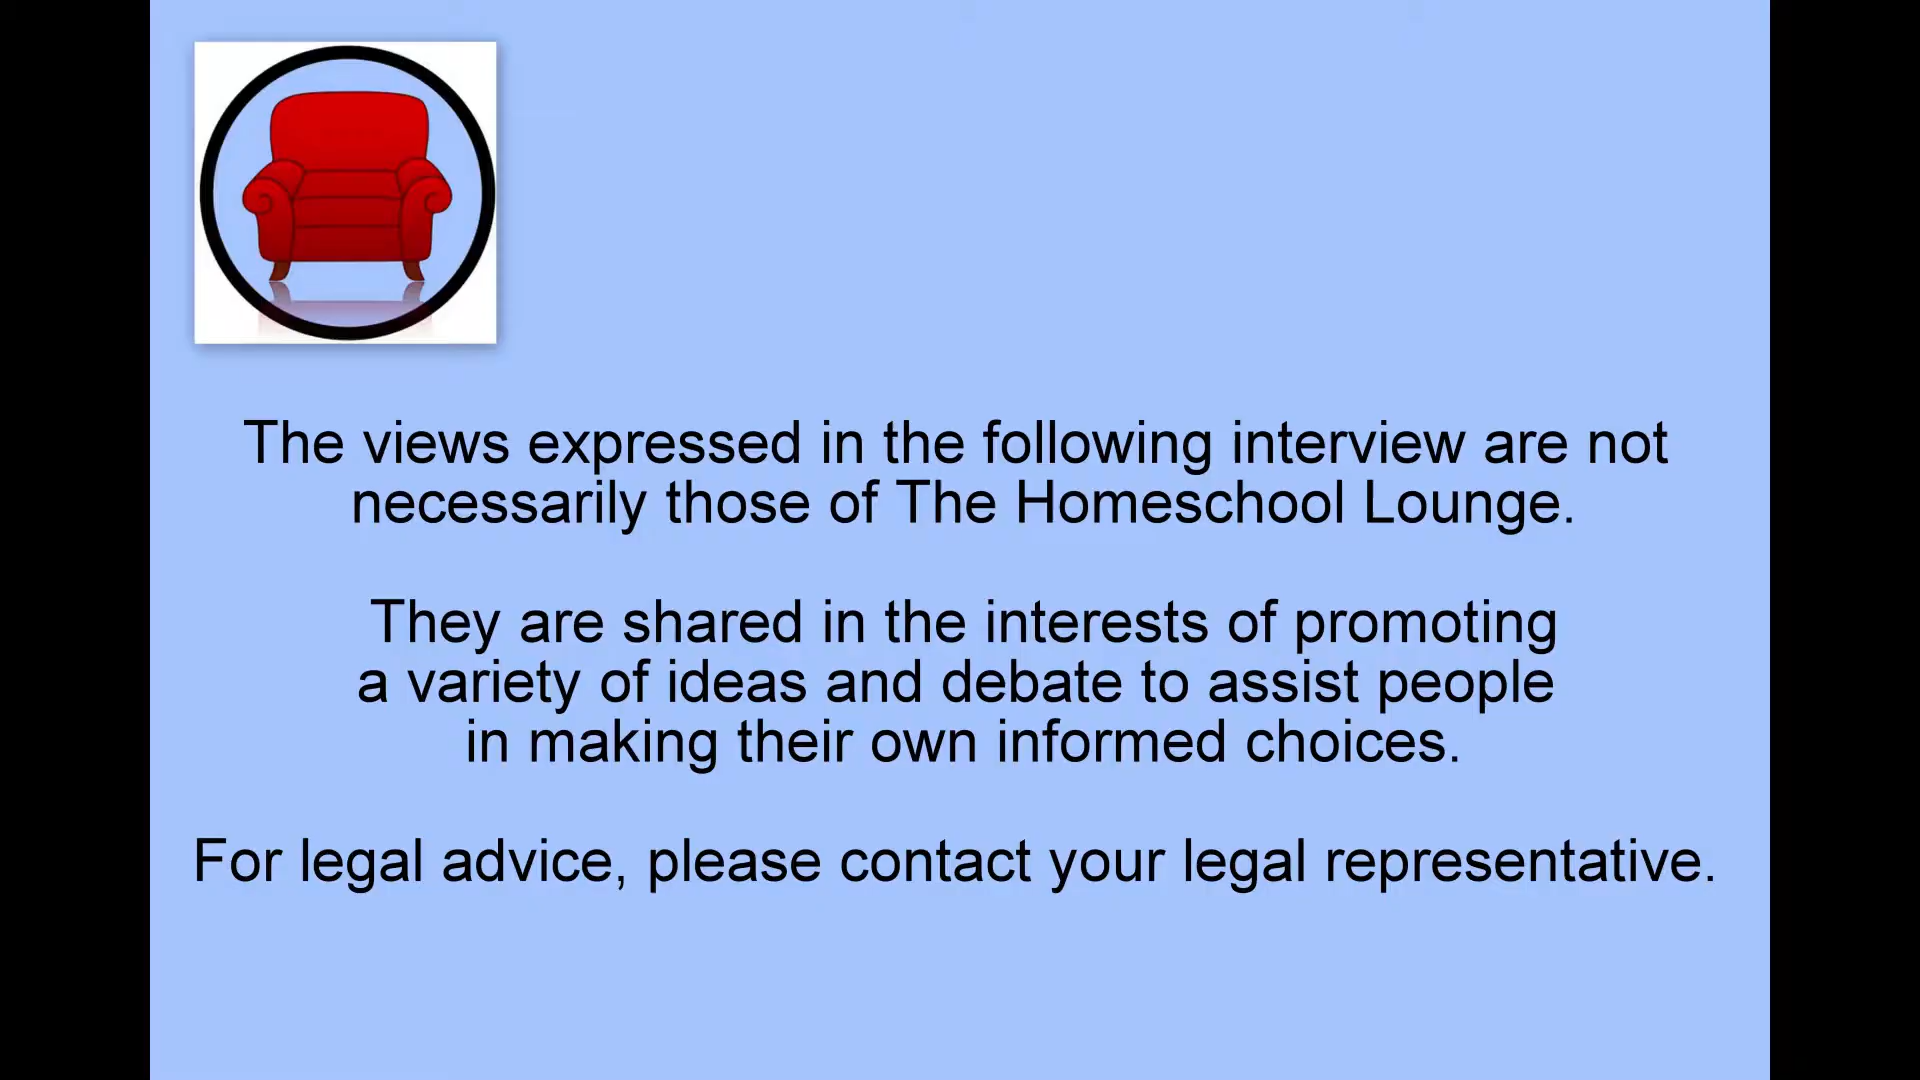 The views expressed in the following interview are not
necessarily those of The Homeschool Lounge.
They are shared in the interests of promoting
a variety of ideas and debate to assist people
in making their own informed choices.
For legal advice, please contact your legal representative.